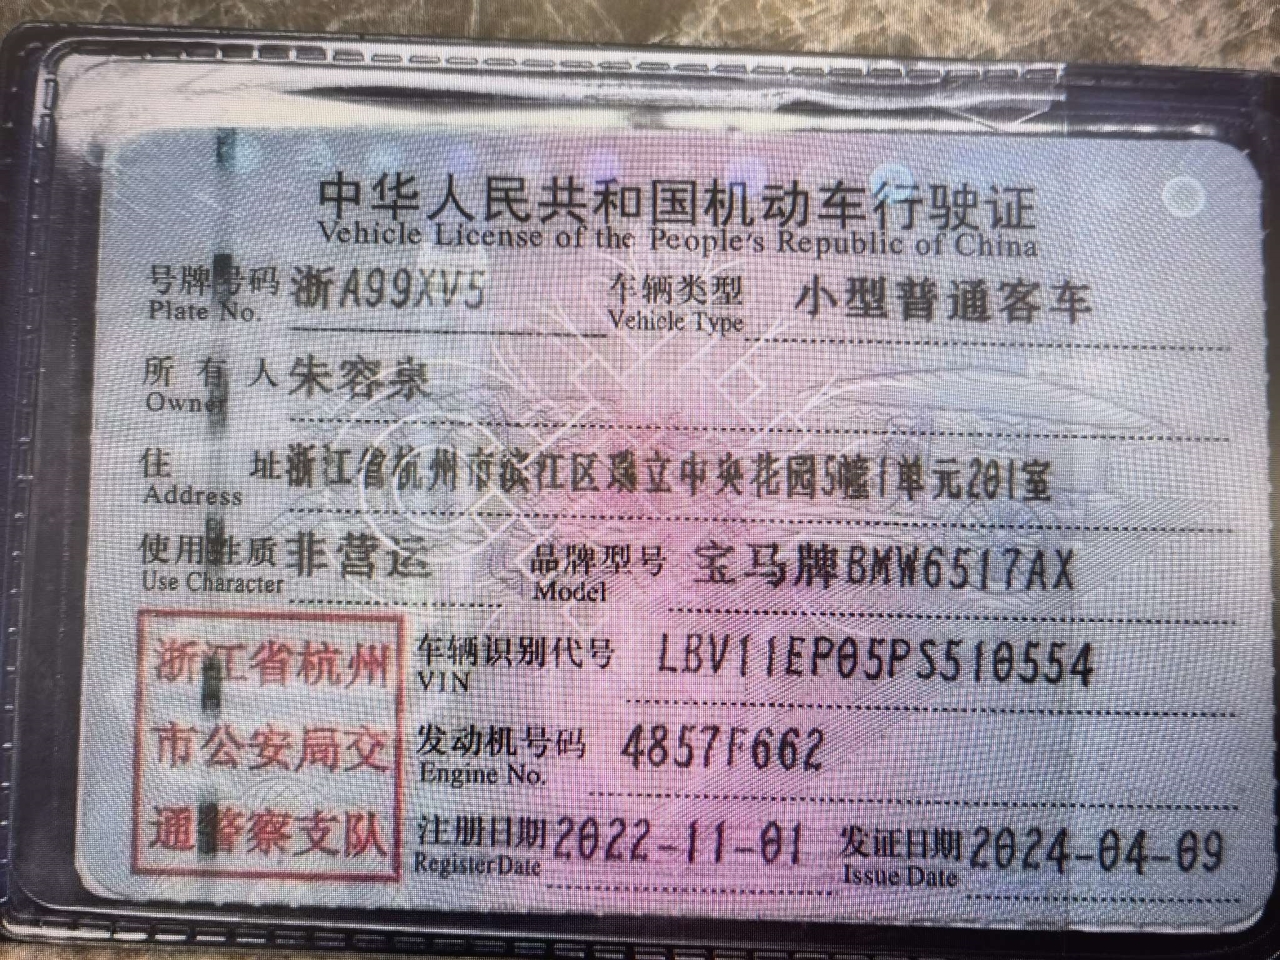 中华人民共和国机动车行驶证
Vehicle License of the People's Republic of China
号牌号码 浙A99XV5 车辆类型 小型普通客车
Plate No. Vehicle Type
所有人 朱容泉
Owner
住址 浙江省杭州市滨江区瑞立中央花园5幢1单元201室
Address
使用性质 非营运 品牌型号 宝马牌BMW6517AX
Use Character Model
浙江省杭州
市公安局交
通警察支队
车辆识别代号 LBV11EP05PS510554
VIN
发动机号码 4857F662
Engine No.
注册日期 2022-11-01 发证日期 2024-04-09
Register Date Issue Date